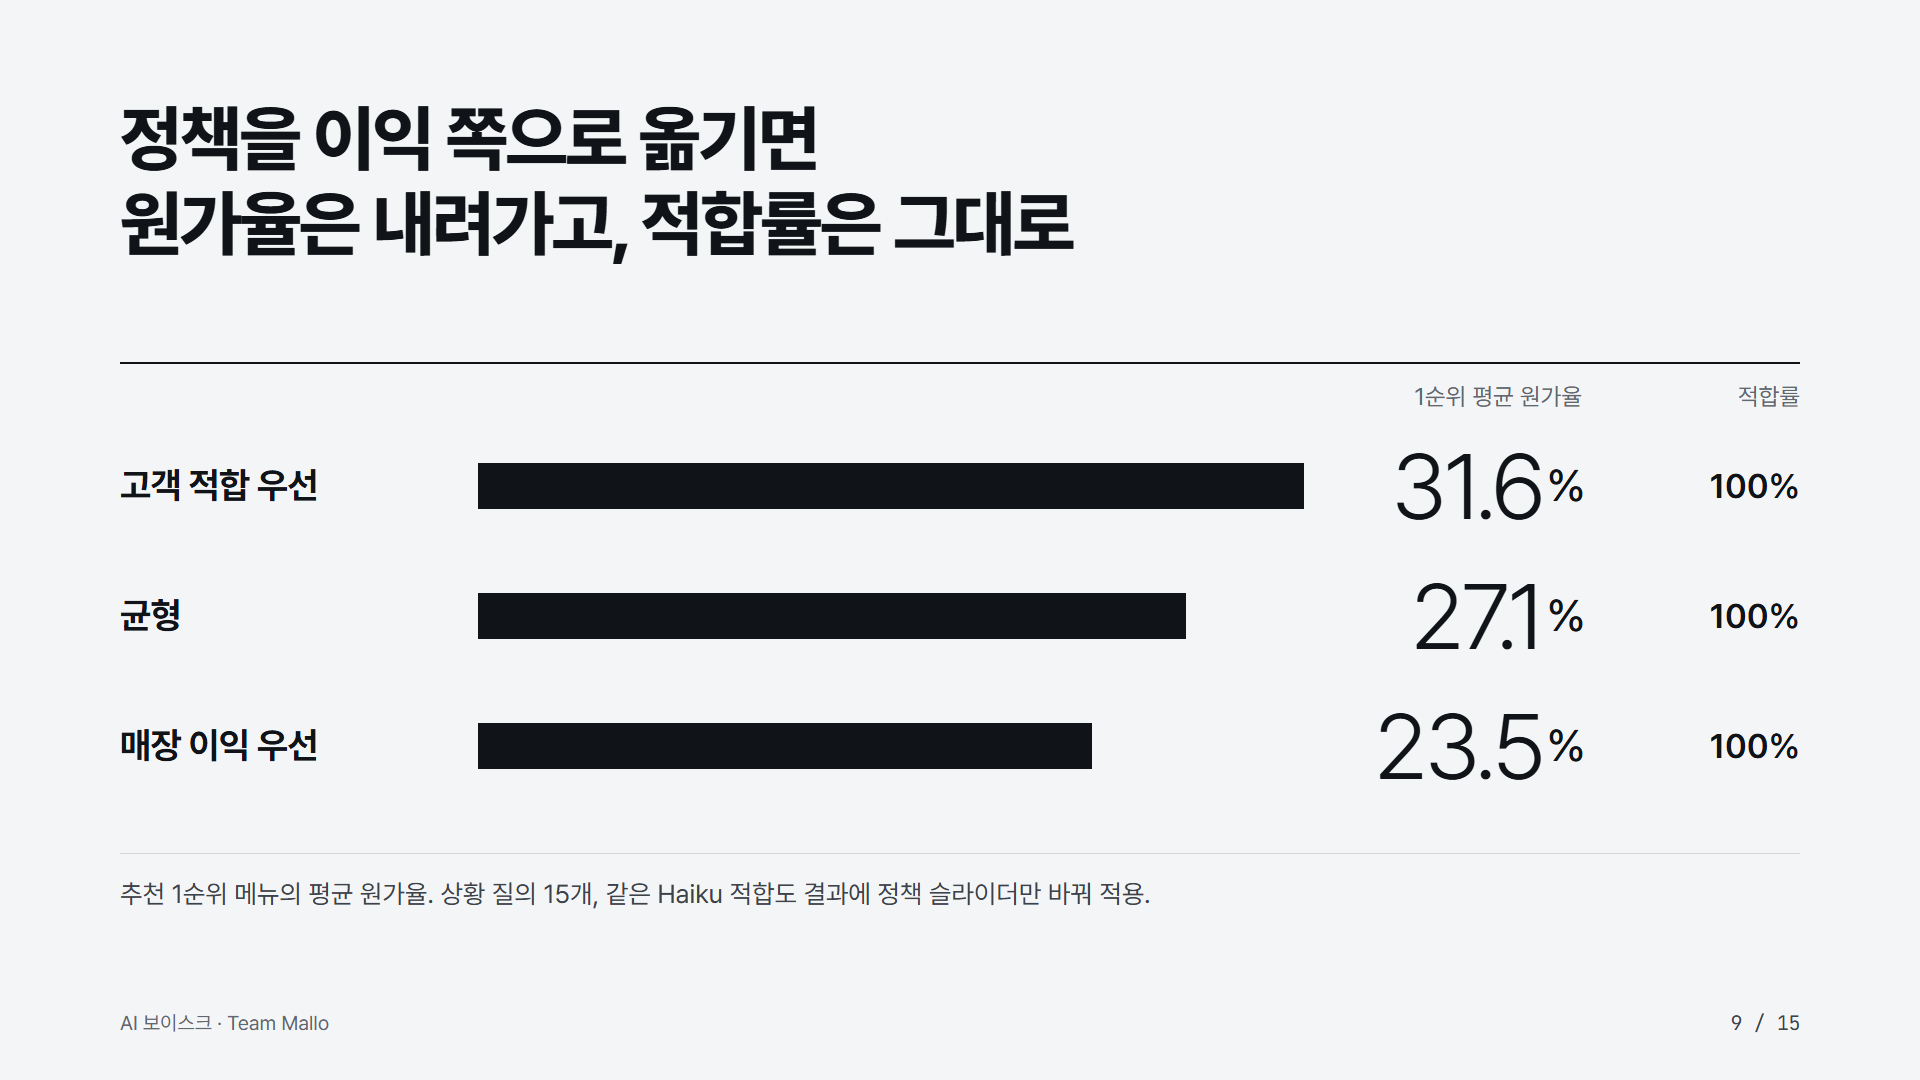 정책을 이익 쪽으로 옮기면
원가율은 내려가고, 적합률은 그대로
1순위 평균 원가율 적합률
고객 적합 우선 31.6% 100%
균형 27.1% 100%
매장 이익 우선 23.5% 100%
추천 1순위 메뉴의 평균 원가율. 상황 질의 15개, 같은 Haiku 적합도 결과에 정책 슬라이더만 바꿔 적용.
AI 보이스크 · Team Mallo 9 / 15